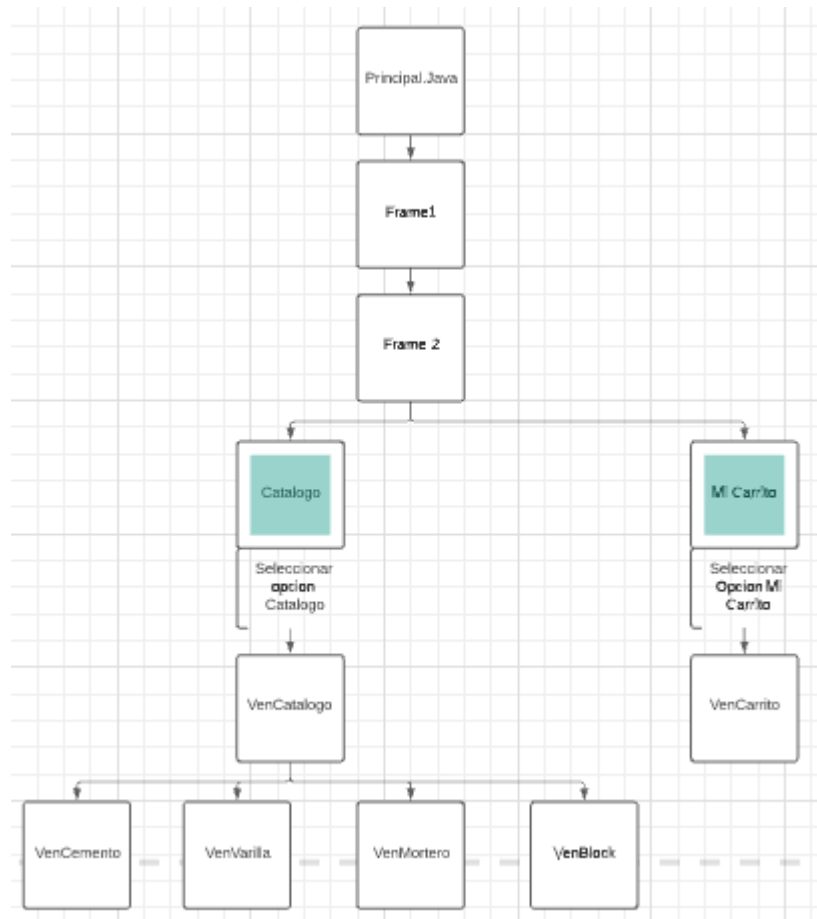 Principal.Java
Frame1
Frame 2
Catalogo
Mi Carrito
Seleccionar
opcion
Catalogo
Seleccionar
Opcion Mi
Carrito
VenCatalogo
VenCarrito
VenCemento
VenVarilla
VenMortero
VenBlock